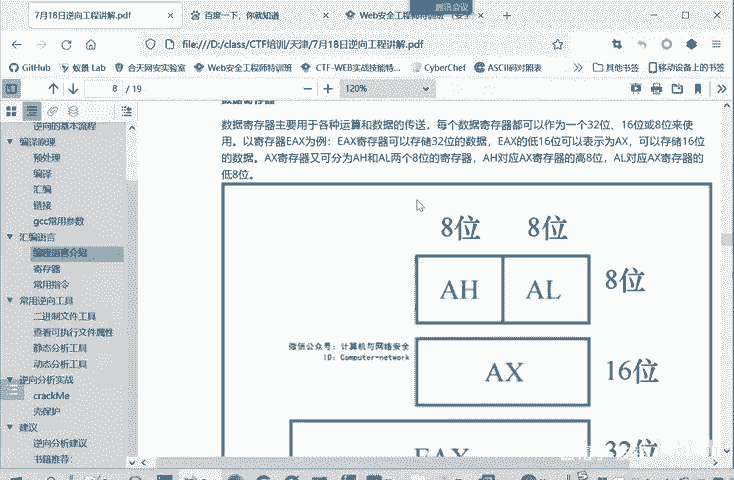 腾讯会议
7月18日逆向工程讲解.pdf
百度一下，你就知道
Web安全工程师特训班
file:///D:/class/CTF培训/天津/7月18日逆向工程讲解.pdf
GitHub
蚁景 Lab
合天网安实验室
Web安全工程师特训班
CTF-WEB实战技能特...
CyberChef
ASCII码对照表
其他书签
移动设备上的书签
8 / 19
120%
逆向的基本流程
编译原理
预处理
编译
汇编
链接
gcc常用参数
汇编语言
编程语言介绍
寄存器
常用指令
常用逆向工具
二进制文件工具
查看可执行文件属性
静态分析工具
动态分析工具
逆向分析实战
crackMe
壳保护
建议
逆向分析建议
书籍推荐：
数据寄存器
数据寄存器主要用于各种运算和数据的传送，每个数据寄存器都可以作为一个32位、16位或8位来使
用。以寄存器EAX为例：EAX寄存器可以存储32位的数据，EAX的低16位可以表示为AX，可以存储16位
的数据。AX寄存器又可分为AH和AL两个8位的寄存器，AH对应AX寄存器的高8位，AL对应AX寄存器的
低8位。
8位 8位
AH AL 8位
微信公众号：计算机与网络安全
ID：Computer-network
AX 16位
EAX 32位